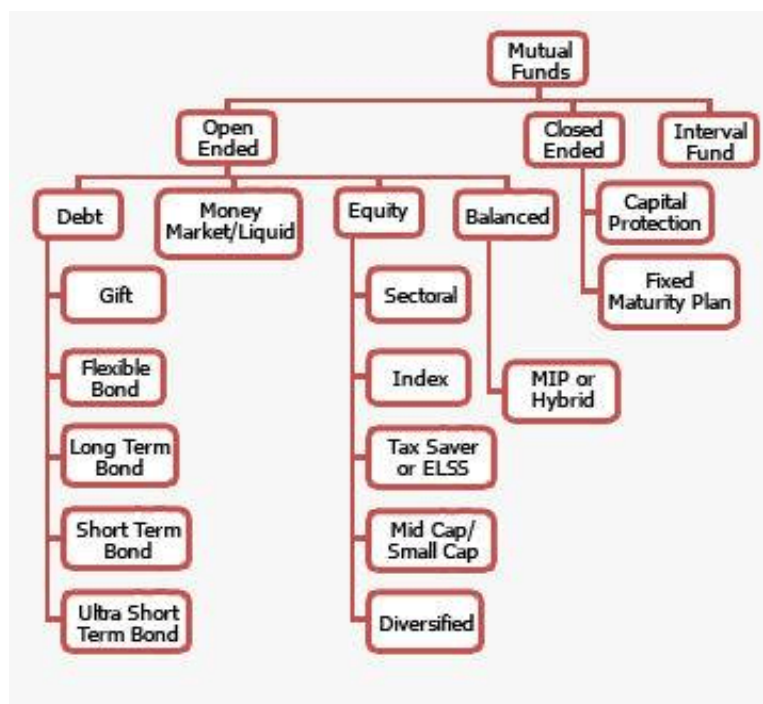 Mutual
Funds
Open
Ended
Closed
Ended
Interval
Fund
Debt
Money
Market/Liquid
Equity
Balanced
Capital
Protection
Fixed
Maturity Plan
Gift
Flexible
Bond
Long Term
Bond
Short Term
Bond
Ultra Short
Term Bond
Sectoral
Index
Tax Saver
or ELSS
Mid Cap/
Small Cap
Diversified
MIP or
Hybrid